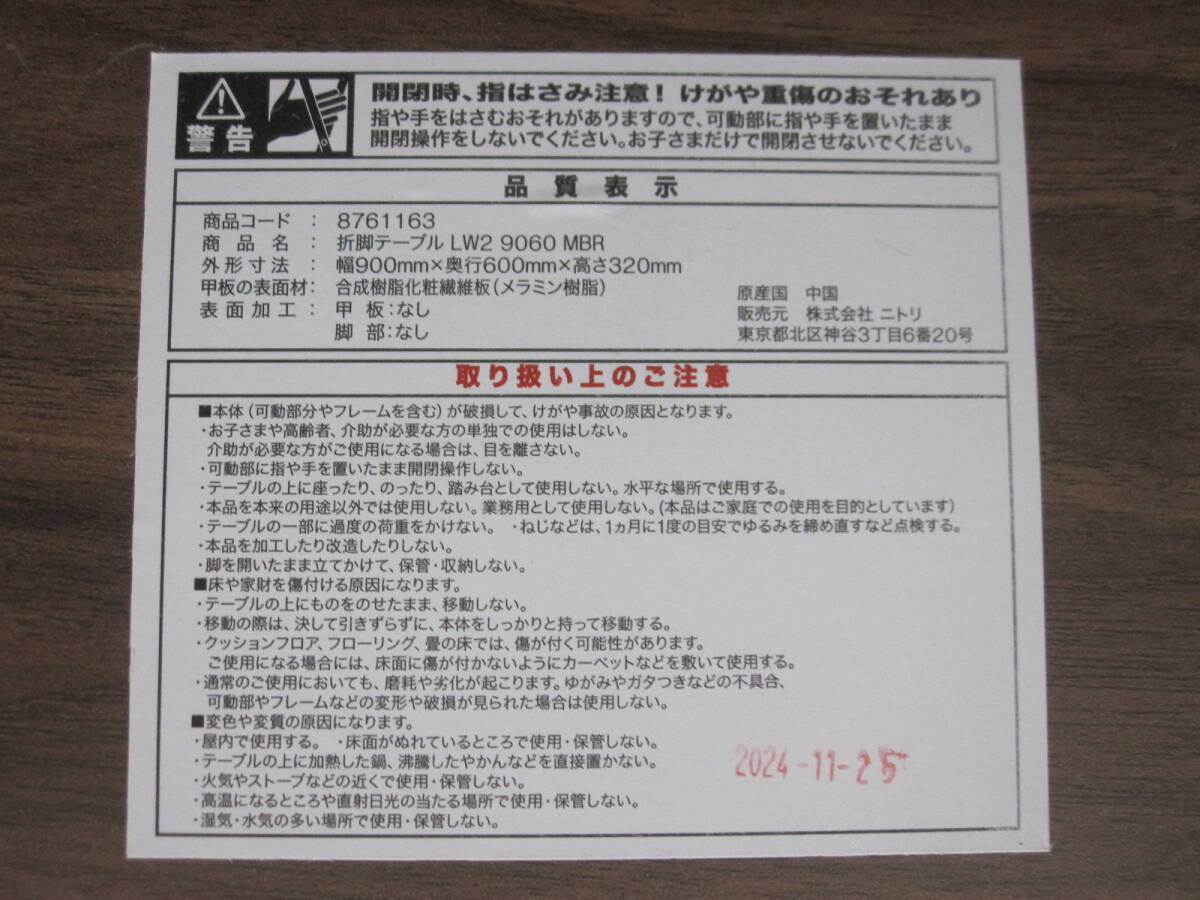 警告
開閉時、指はさみ注意! けがや重傷のおそれあり
指や手をはさむおそれがありますので、可動部に指や手を置いたまま
開閉操作をしないでください。お子さまだけで開閉させないでください。
品質表示
商品コード : 8761163
商品名 : 折脚テーブル LW2 9060 MBR
外形寸法 : 幅900mm×奥行600mm×高さ320mm
甲板の表面材: 合成樹脂化粧繊維板(メラミン樹脂)
表面加工 : 甲板:なし
脚部:なし
原産国 中国
販売元 株式会社 ニトリ
東京都北区神谷3丁目6番20号
取り扱い上のご注意
■本体(可動部分やフレームを含む)が破損して、けがや事故の原因となります。
・お子さまや高齢者、介助が必要な方の単独での使用はしない。
介助が必要な方がご使用になる場合は、目を離さない。
・可動部に指や手を置いたまま開閉操作しない。
・テーブルの上に座ったり、のったり、踏み台として使用しない。水平な場所で使用する。
・本品を本来の用途以外では使用しない。業務用として使用しない。(本品はご家庭での使用を目的としています)
・テーブルの一部に過度の荷重をかけない。 ・ねじなどは、1ヵ月に1度の目安でゆるみを締め直すなど点検する。
・本品を加工したり改造したりしない。
・脚を開いたまま立てかけて、保管・収納しない。
■床や家財を傷付ける原因になります。
・テーブルの上にものをのせたまま、移動しない。
・移動の際は、決して引きずらずに、本体をしっかりと持って移動する。
・クッションフロア、フローリング、畳の床では、傷が付く可能性があります。
ご使用になる場合には、床面に傷が付かないようにカーペットなどを敷いて使用する。
・通常のご使用においても、磨耗や劣化が起こります。ゆがみやガタつきなどの不具合、
可動部やフレームなどの変形や破損が見られた場合は使用しない。
■変色や変質の原因になります。
・屋内で使用する。 ・床面がぬれているところで使用・保管しない。
・テーブルの上に加熱した鍋、沸騰したやかんなどを直接置かない。
・火気やストーブなどの近くで使用・保管しない。
・高温になるところや直射日光の当たる場所で使用・保管しない。
・湿気・水気の多い場所で使用・保管しない。
2024-11-25